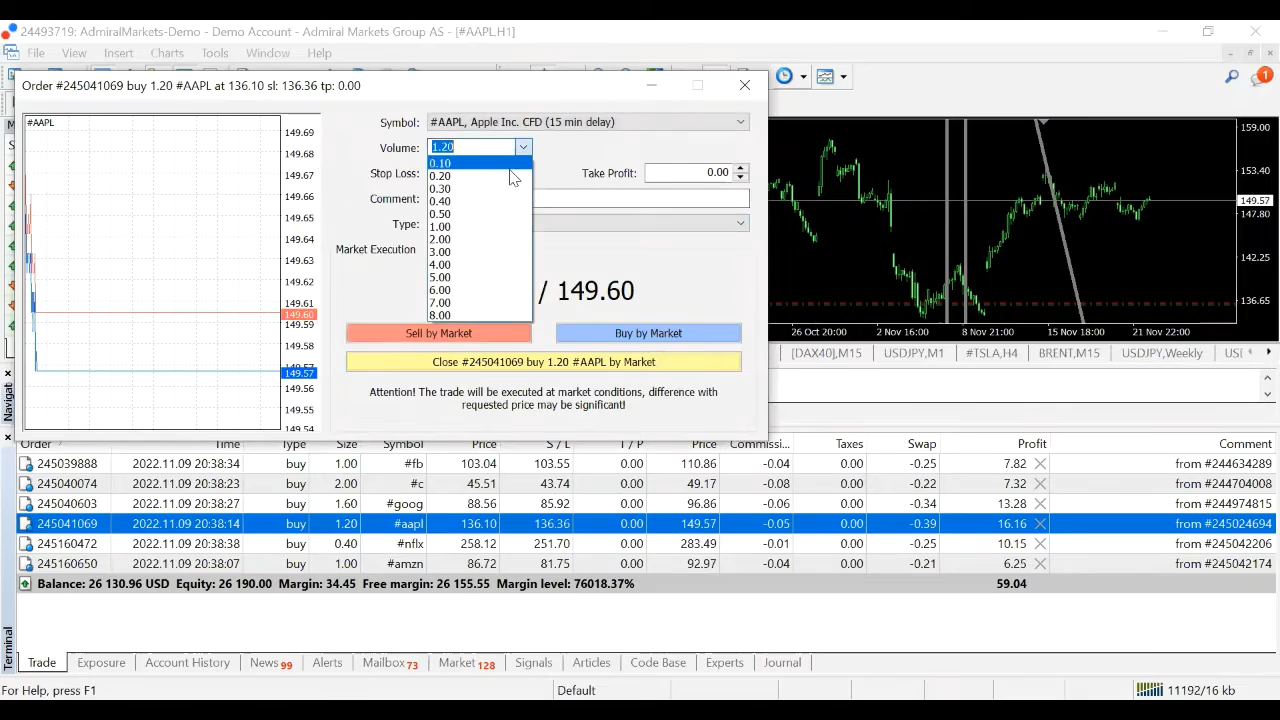 24493719: AdmiralMarkets-Demo - Demo Account - Admiral Markets Group AS - [#AAPL,H1]
File View Insert Charts Tools Window Help
1
Order #245041069 buy 1.20 #AAPL at 136.10 sl: 136.36 tp: 0.00
#AAPL
149.69
149.68
149.67
149.66
149.65
149.64
149.63
149.62
149.61
149.60
149.59
149.58
149.57
149.56
149.55
149.54
Symbol: #AAPL, Apple Inc. CFD (15 min delay)
Volume: 1.20
0.10
0.20
0.30
0.40
0.50
1.00
2.00
3.00
4.00
5.00
6.00
7.00
8.00
Stop Loss: Take Profit: 0.00
Comment:
Type:
Market Execution
/ 149.60
Sell by Market Buy by Market
Close #245041069 buy 1.20 #AAPL by Market
Attention! The trade will be executed at market conditions, difference with
requested price may be significant!
159.00
153.40
149.57
147.80
142.25
136.65
26 Oct 20:00 2 Nov 16:00 8 Nov 21:00 15 Nov 18:00 21 Nov 22:00
[DAX40],M15 USDJPY,M1 #TSLA,H4 BRENT,M15 USDJPY,Weekly
Navigat
Order Time Type Size Symbol Price S / L T / P Price Commissi... Taxes Swap Profit Comment
245039888 2022.11.09 20:38:34 buy 1.00 #fb 103.04 103.55 0.00 110.86 -0.04 0.00 -0.25 7.82 from #244634289
245040074 2022.11.09 20:38:23 buy 2.00 #c 45.51 43.74 0.00 49.17 -0.08 0.00 -0.22 7.32 from #244704008
245040603 2022.11.09 20:38:27 buy 1.60 #goog 88.56 85.92 0.00 96.86 -0.06 0.00 -0.34 13.28 from #244974815
245041069 2022.11.09 20:38:14 buy 1.20 #aapl 136.10 136.36 0.00 149.57 -0.05 0.00 -0.39 16.16 from #245024694
245160472 2022.11.09 20:38:38 buy 0.40 #nflx 258.12 251.70 0.00 283.49 -0.01 0.00 -0.25 10.15 from #245042206
245160650 2022.11.09 20:38:07 buy 1.00 #amzn 86.72 81.75 0.00 92.97 -0.04 0.00 -0.21 6.25 from #245042174
Balance: 26 130.96 USD Equity: 26 190.00 Margin: 34.45 Free margin: 26 155.55 Margin level: 76018.37% 59.04
Terminal
Trade Exposure Account History News 99 Alerts Mailbox 73 Market 128 Signals Articles Code Base Experts Journal
For Help, press F1 Default 11192/16 kb